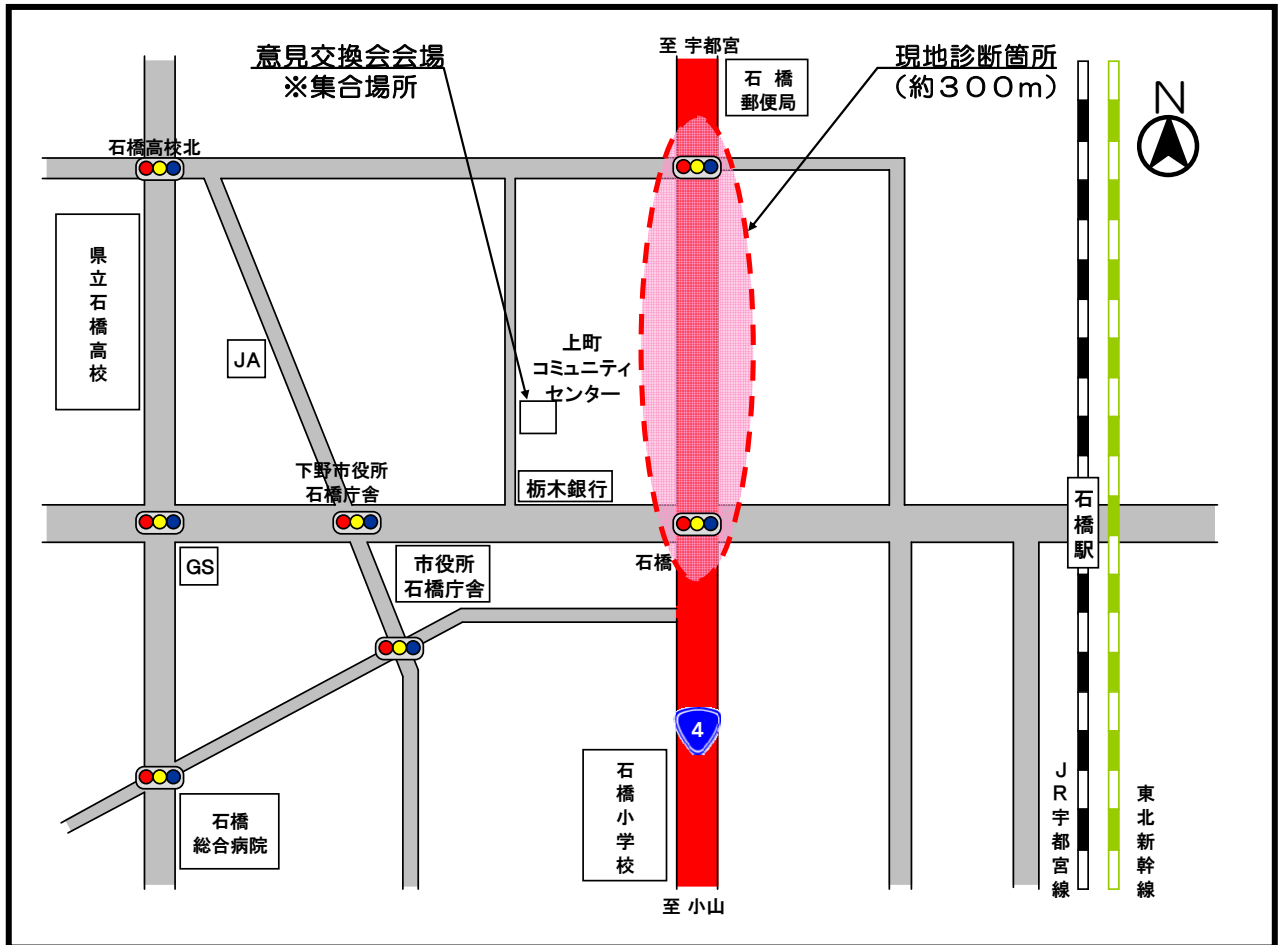 至 宇都宮
意見交換会会場
※集合場所
現地診断箇所
（約３００ｍ）
石 橋
郵便局
N
石橋高校北
県立石橋高校
JA
上町
コミュニティ
センター
下野市役所
石橋庁舎
栃木銀行
石橋駅
GS
市役所
石橋庁舎
石橋
4
石橋小学校
石橋
総合病院
ＪＲ宇都宮線
東北新幹線
至 小山